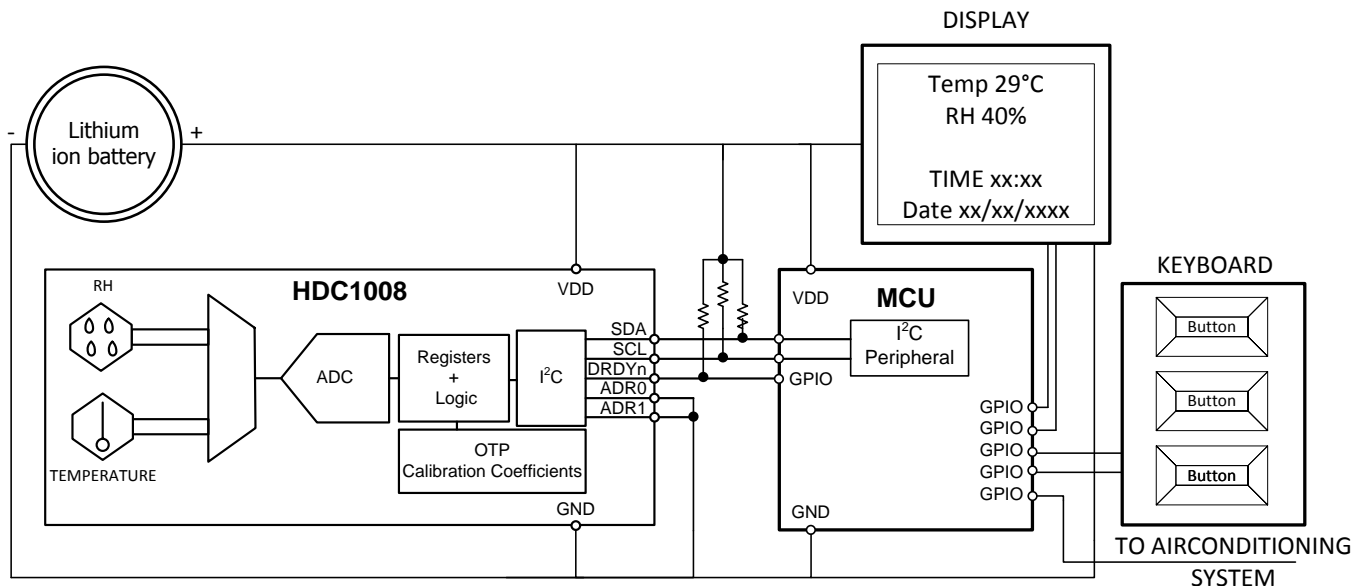 DISPLAY
Temp 29°C
RH 40%
TIME xx:xx
Date xx/xx/xxxx
-
Lithium
ion battery
+
KEYBOARD
Button
Button
Button
RH
HDC1008
VDD
TEMPERATURE
ADC
Registers
+
Logic
I²C
OTP
Calibration Coefficients
SDA
SCL
DRDYn
ADR0
ADR1
GND
VDD
MCU
I²C
Peripheral
GPIO
GPIO
GPIO
GPIO
GPIO
GPIO
GND
TO AIRCONDITIONING
SYSTEM